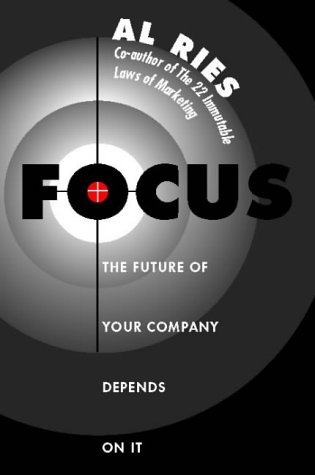 AL RIES
Co-author of The 22 Immutable
Laws of Marketing
FOCUS
THE FUTURE OF
YOUR COMPANY
DEPENDS
ON IT